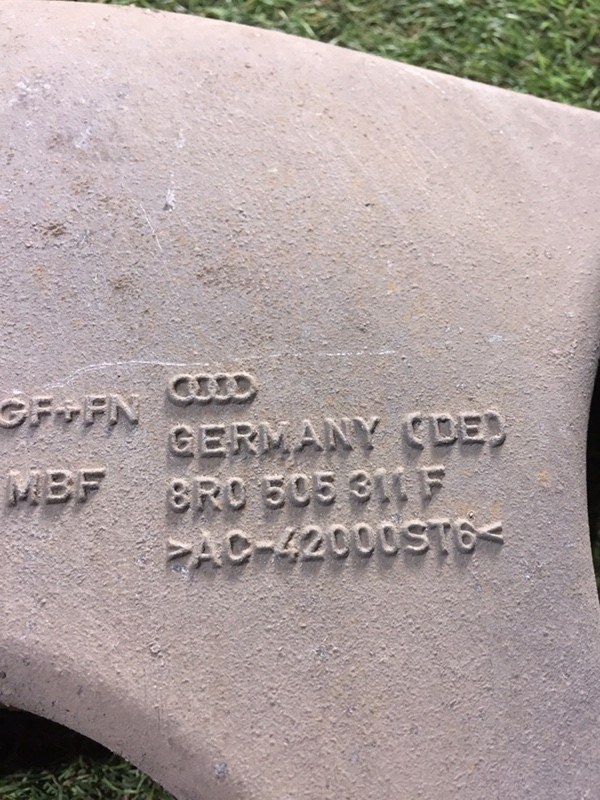 GF+FN
MBF
GERMANY (DE)
8R0 505 311 F
>AC-42000ST6<